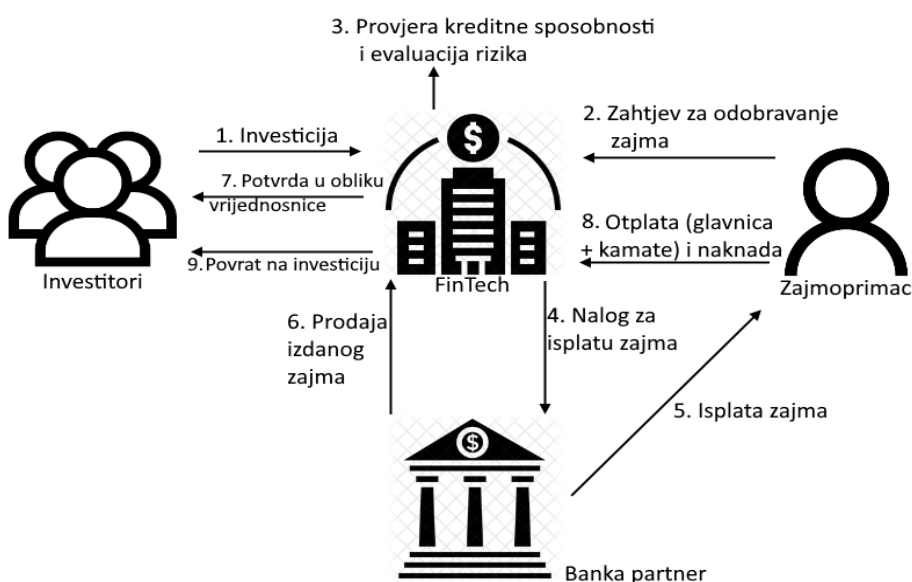 3. Provjera kreditne sposobnosti
i evaluacija rizika
1. Investicija
2. Zahtjev za odobravanje
zajma
$
7. Potvrda u obliku
vrijednosnice
8. Otplata (glavnica
+ kamate) i naknada
9. Povrat na investiciju
Investitori
FinTech
Zajmoprimac
6. Prodaja
izdanog
zajma
4. Nalog za
isplatu zajma
5. Isplata zajma
$
Banka partner